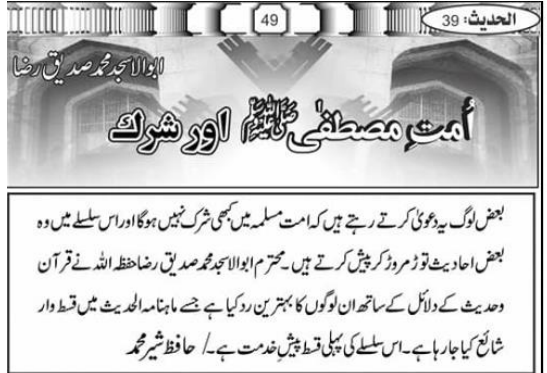 الحدیث: 39
49
ابو الاسجد محمد صدیق رضا
اُمتِ مصطفیٰ ﷺ اور شرک
بعض لوگ یہ دعویٰ کرتے رہتے ہیں کہ امت مسلمہ میں کبھی شرک نہیں ہوگا اور اس سلسلے میں وہ
بعض احادیث توڑ مروڑ کر پیش کرتے ہیں۔ محترم ابو الاسجد محمد صدیق رضا حفظہ اللہ نے قرآن
وحدیث کے دلائل کے ساتھ ان لوگوں کا بہترین رد کیا ہے جسے ماہنامہ الحدیث میں قسط وار
شائع کیا جا رہا ہے۔ اس سلسلے کی پہلی قسط پیشِ خدمت ہے۔/ حافظ شیر محمد